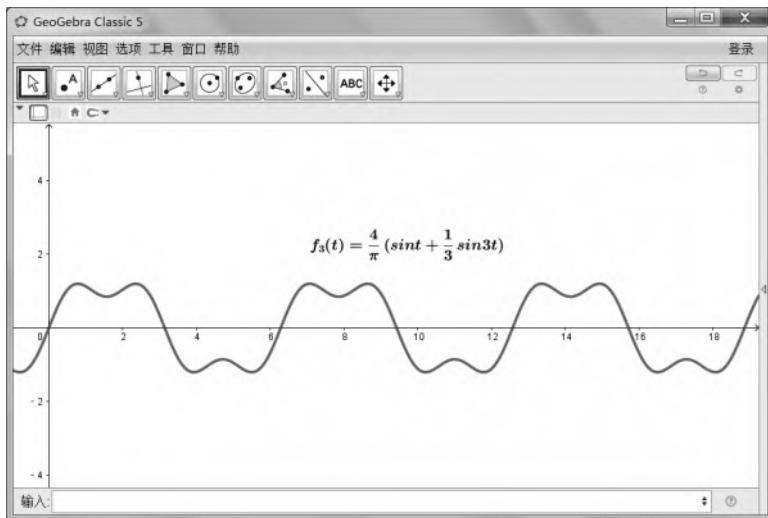 GeoGebra Classic 5
文件 编辑 视图 选项 工具 窗口 帮助 登录
ABC
4
f₃(t) = 4/π (sint + 1/3 sin3t)
2
0 2 4 6 8 10 12 14 16 18
- 2
- 4
输入: